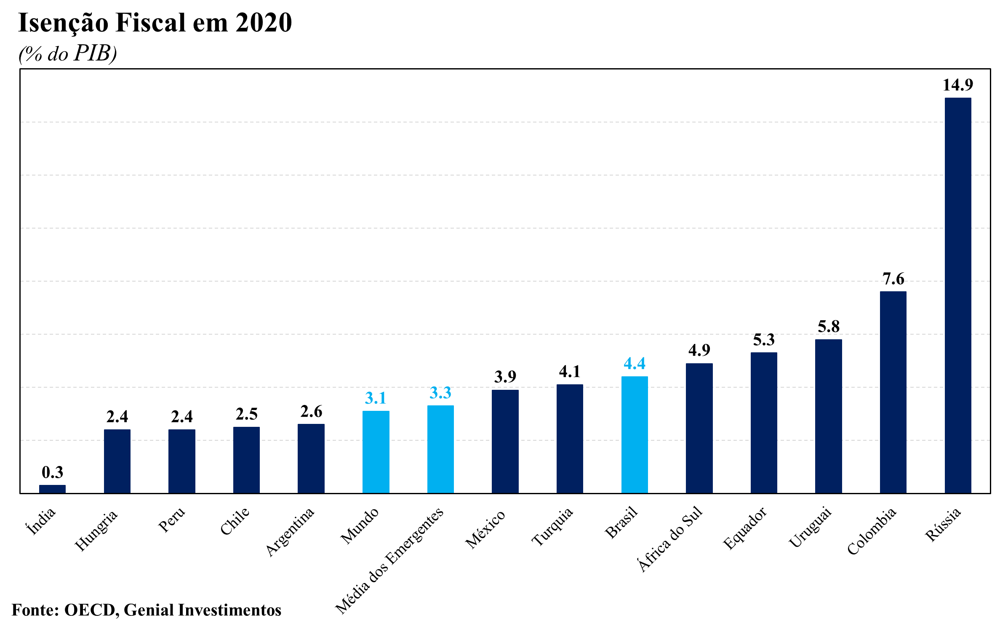 Isenção Fiscal em 2020
(% do PIB)
14.9
7.6
5.8
5.3
4.9
4.4
4.1
3.9
3.3
3.1
2.6
2.5
2.4
2.4
0.3
Índia
Hungria
Peru
Chile
Argentina
Mundo
Média dos Emergentes
México
Turquia
Brasil
África do Sul
Equador
Uruguai
Colombia
Rússia
Fonte: OECD, Genial Investimentos